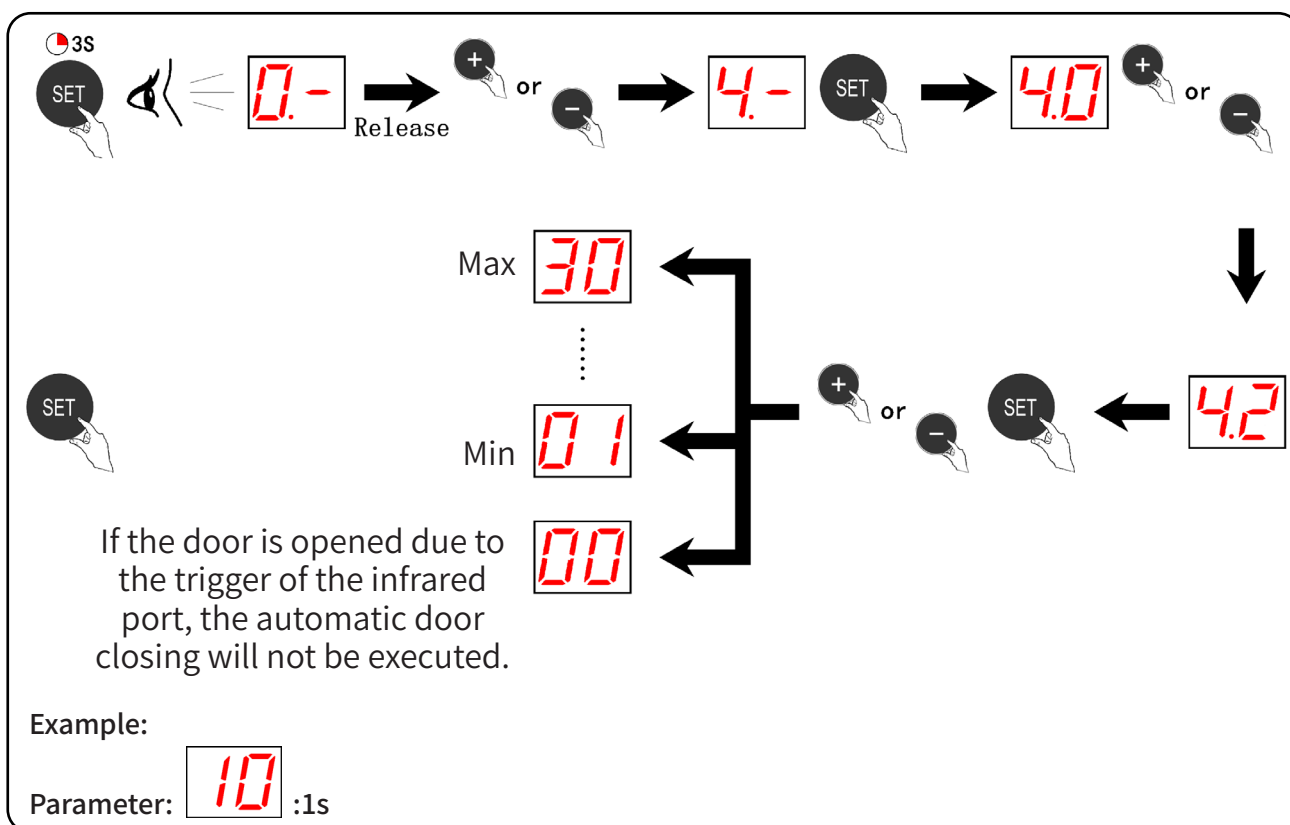 3S
SET 0.- Release + or − 4.- SET 4.0 + or −
Max 30
SET + or − SET 4.2
Min 01
00
If the door is opened due to
the trigger of the infrared
port, the automatic door
closing will not be executed.
Example:
Parameter: 10 :1s